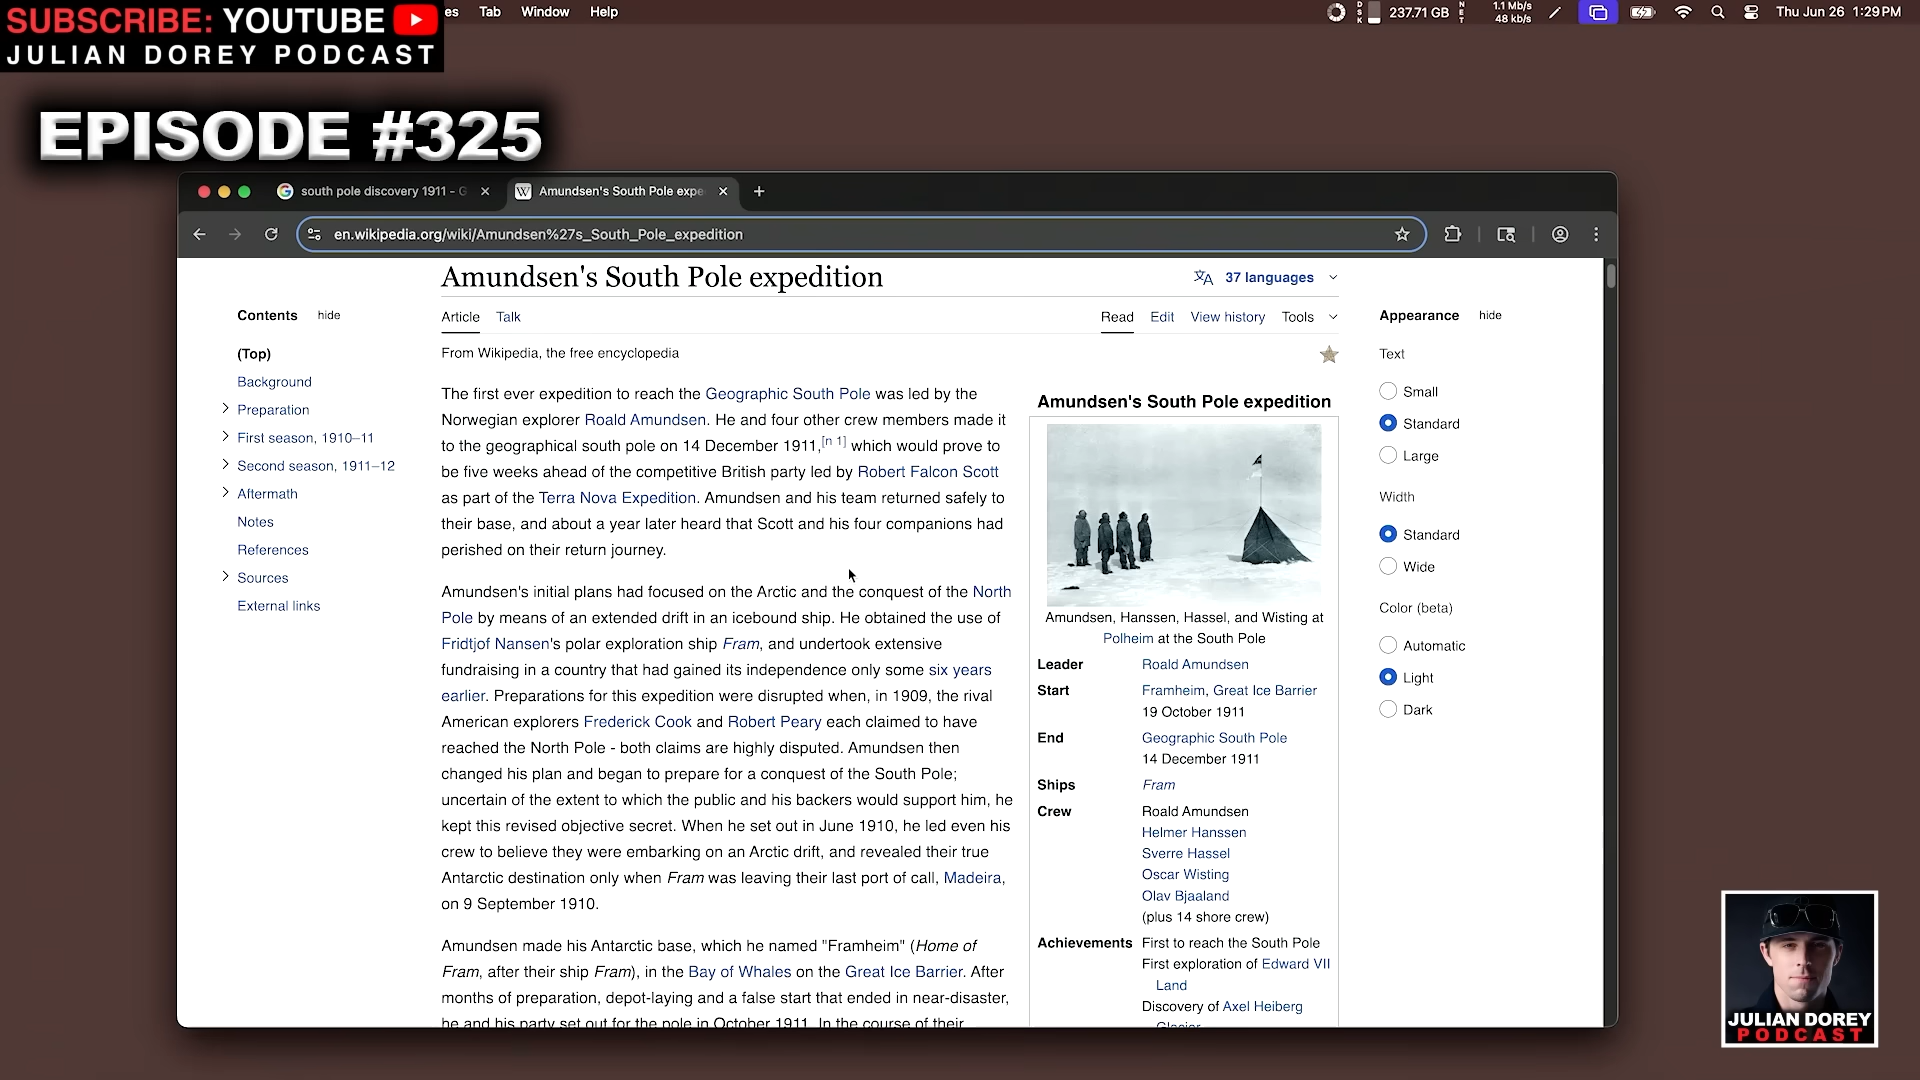 SUBSCRIBE: YOUTUBE
JULIAN DOREY PODCAST
es Tab Window Help
DSK 237.71 GB NET 1.1 Mb/s 48 kb/s Thu Jun 26 1:29 PM
EPISODE #325
south pole discovery 1911 - G
Amundsen's South Pole expe
en.wikipedia.org/wiki/Amundsen%27s_South_Pole_expedition
Amundsen's South Pole expedition
37 languages
Article Talk
Read Edit View history Tools
From Wikipedia, the free encyclopedia
Contents hide
(Top)
Background
Preparation
First season, 1910–11
Second season, 1911–12
Aftermath
Notes
References
Sources
External links
The first ever expedition to reach the Geographic South Pole was led by the
Norwegian explorer Roald Amundsen. He and four other crew members made it
to the geographical south pole on 14 December 1911,[n 1] which would prove to
be five weeks ahead of the competitive British party led by Robert Falcon Scott
as part of the Terra Nova Expedition. Amundsen and his team returned safely to
their base, and about a year later heard that Scott and his four companions had
perished on their return journey.
Amundsen's initial plans had focused on the Arctic and the conquest of the North
Pole by means of an extended drift in an icebound ship. He obtained the use of
Fridtjof Nansen's polar exploration ship Fram, and undertook extensive
fundraising in a country that had gained its independence only some six years
earlier. Preparations for this expedition were disrupted when, in 1909, the rival
American explorers Frederick Cook and Robert Peary each claimed to have
reached the North Pole - both claims are highly disputed. Amundsen then
changed his plan and began to prepare for a conquest of the South Pole;
uncertain of the extent to which the public and his backers would support him, he
kept this revised objective secret. When he set out in June 1910, he led even his
crew to believe they were embarking on an Arctic drift, and revealed their true
Antarctic destination only when Fram was leaving their last port of call, Madeira,
on 9 September 1910.
Amundsen made his Antarctic base, which he named "Framheim" (Home of
Fram, after their ship Fram), in the Bay of Whales on the Great Ice Barrier. After
months of preparation, depot-laying and a false start that ended in near-disaster,
he and his party set out for the pole in October 1911. In the course of their
Amundsen's South Pole expedition
Amundsen, Hanssen, Hassel, and Wisting at
Polheim at the South Pole
Leader Roald Amundsen
Start Framheim, Great Ice Barrier
19 October 1911
End Geographic South Pole
14 December 1911
Ships Fram
Crew Roald Amundsen
Helmer Hanssen
Sverre Hassel
Oscar Wisting
Olav Bjaaland
(plus 14 shore crew)
Achievements First to reach the South Pole
First exploration of Edward VII
Land
Discovery of Axel Heiberg
Glacier
Appearance hide
Text
Small
Standard
Large
Width
Standard
Wide
Color (beta)
Automatic
Light
Dark
JULIAN DOREY
PODCAST